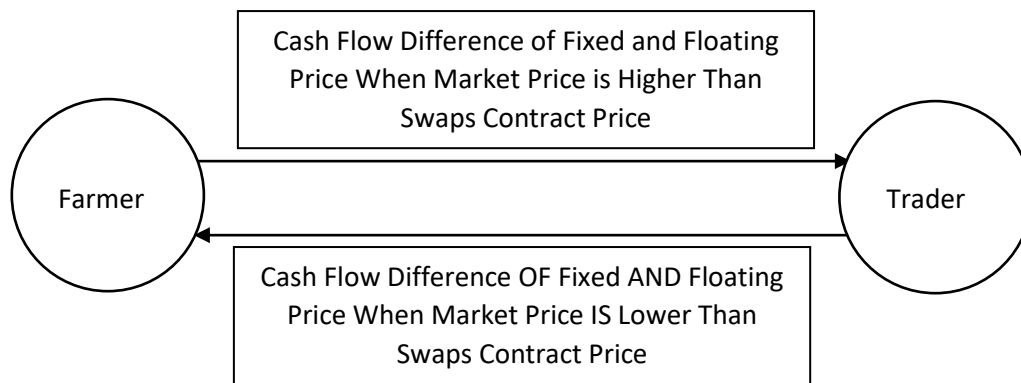 Cash Flow Difference of Fixed and Floating
Price When Market Price is Higher Than
Swaps Contract Price
Farmer
Trader
Cash Flow Difference OF Fixed AND Floating
Price When Market Price IS Lower Than
Swaps Contract Price